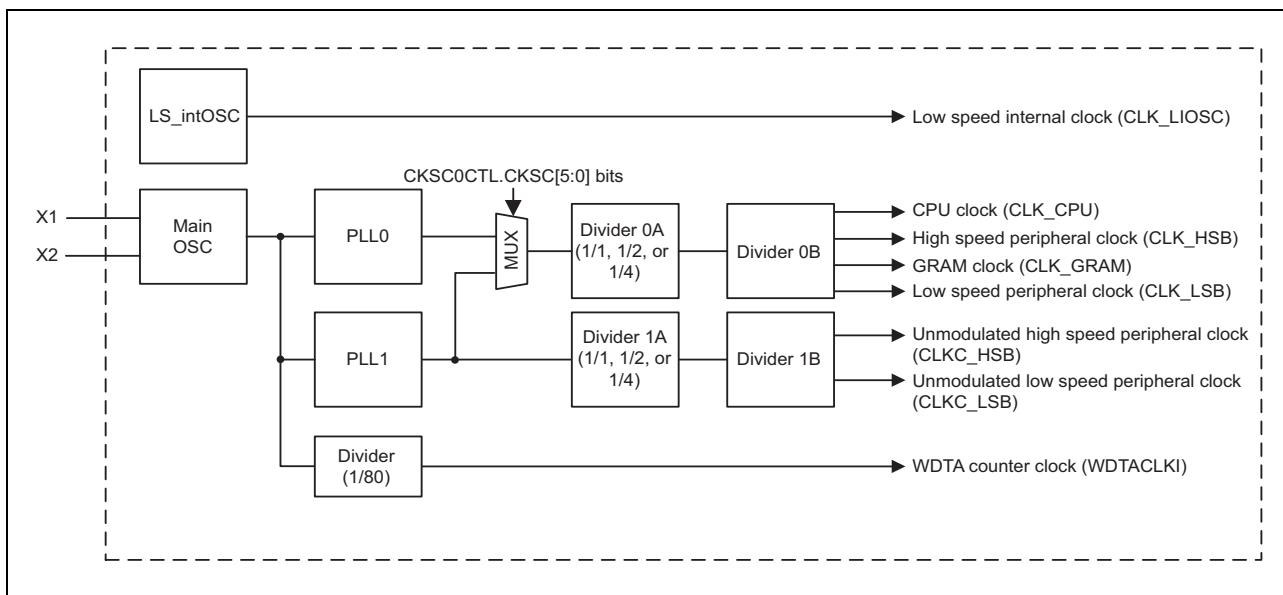 LS_intOSC
Low speed internal clock (CLK_LIOSC)
CKSC0CTL.CKSC[5:0] bits
X1
X2
Main
OSC
PLL0
MUX
Divider 0A
(1/1, 1/2, or
1/4)
Divider 0B
CPU clock (CLK_CPU)
High speed peripheral clock (CLK_HSB)
GRAM clock (CLK_GRAM)
Low speed peripheral clock (CLK_LSB)
PLL1
Divider 1A
(1/1, 1/2, or
1/4)
Divider 1B
Unmodulated high speed peripheral clock
(CLKC_HSB)
Unmodulated low speed peripheral clock
(CLKC_LSB)
Divider
(1/80)
WDTA counter clock (WDTACLKI)